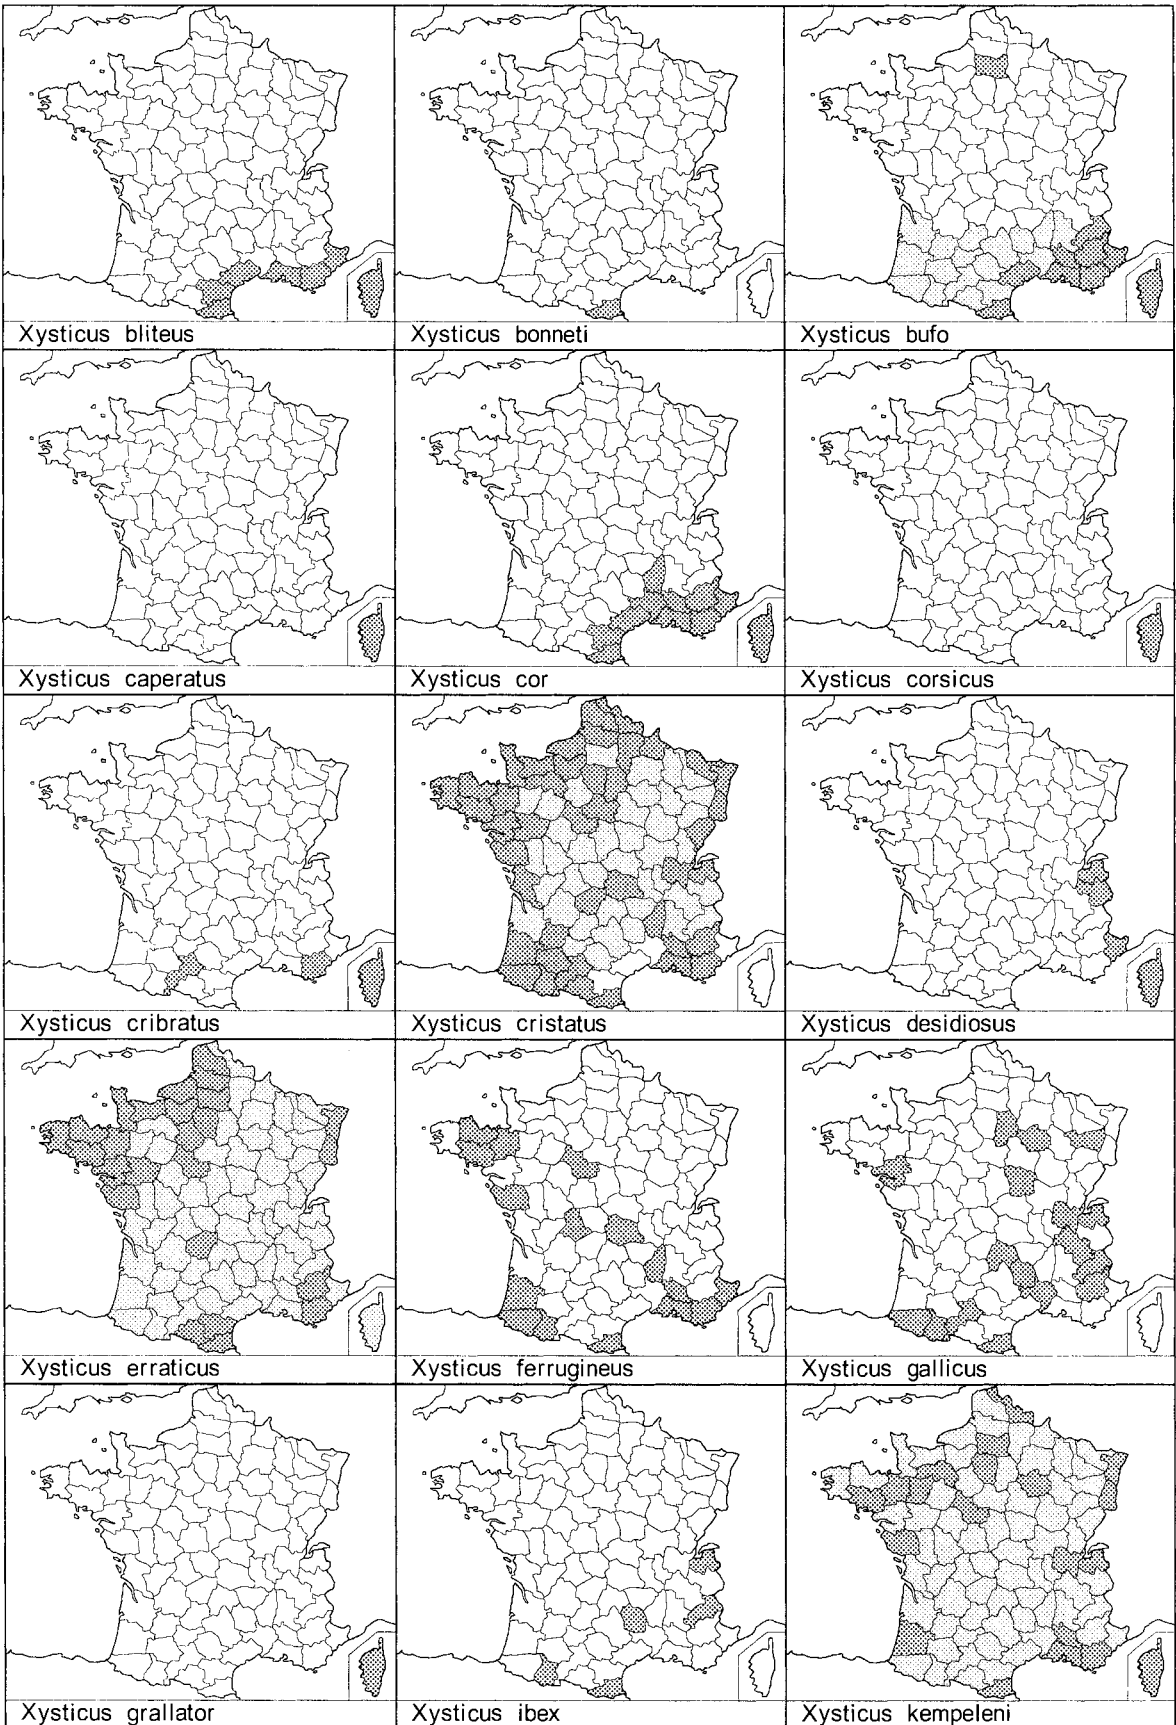 Xysticus bliteus
Xysticus bonneti
Xysticus bufo
Xysticus caperatus
Xysticus cor
Xysticus corsicus
Xysticus cribratus
Xysticus cristatus
Xysticus desidiosus
Xysticus erraticus
Xysticus ferrugineus
Xysticus gallicus
Xysticus grallator
Xysticus ibex
Xysticus kempeleni